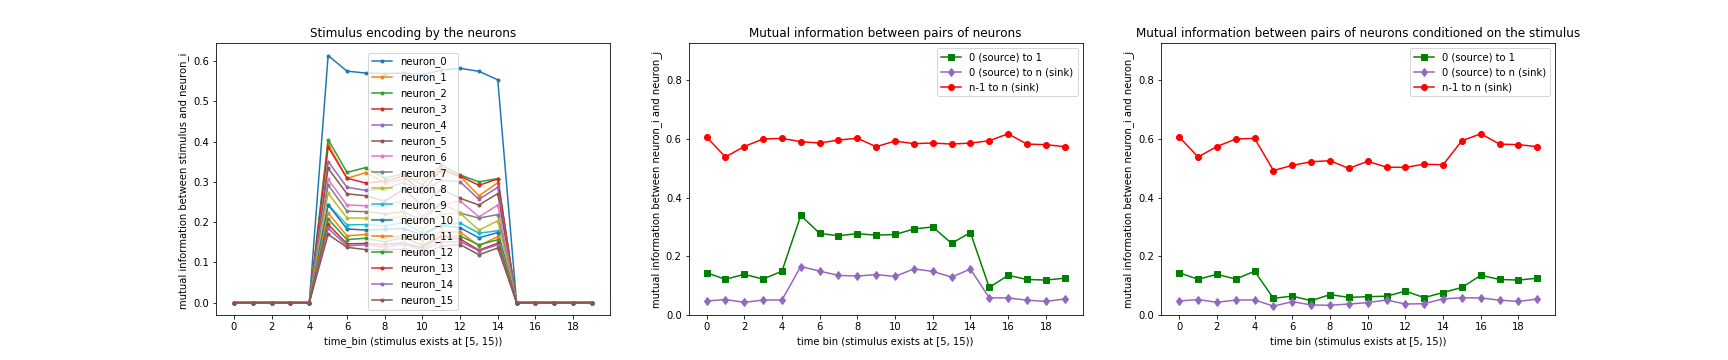 Stimulus encoding by the neurons
mutual information between stimulus and neuron_i
0.6
0.5
0.4
0.3
0.2
0.1
0.0
neuron_0
neuron_1
neuron_2
neuron_3
neuron_4
neuron_5
neuron_6
neuron_7
neuron_8
neuron_9
neuron_10
neuron_11
neuron_12
neuron_13
neuron_14
neuron_15
0 2 4 6 8 10 12 14 16 18
time_bin (stimulus exists at [5, 15))
Mutual information between pairs of neurons
mutual information between neuron_i and neuron_j
0.8
0.6
0.4
0.2
0.0
0 (source) to 1
0 (source) to n (sink)
n-1 to n (sink)
0 2 4 6 8 10 12 14 16 18
time bin (stimulus exists at [5, 15))
Mutual information between pairs of neurons conditioned on the stimulus
mutual information between neuron_i and neuron_j
0.8
0.6
0.4
0.2
0.0
0 (source) to 1
0 (source) to n (sink)
n-1 to n (sink)
0 2 4 6 8 10 12 14 16 18
time bin (stimulus exists at [5, 15))